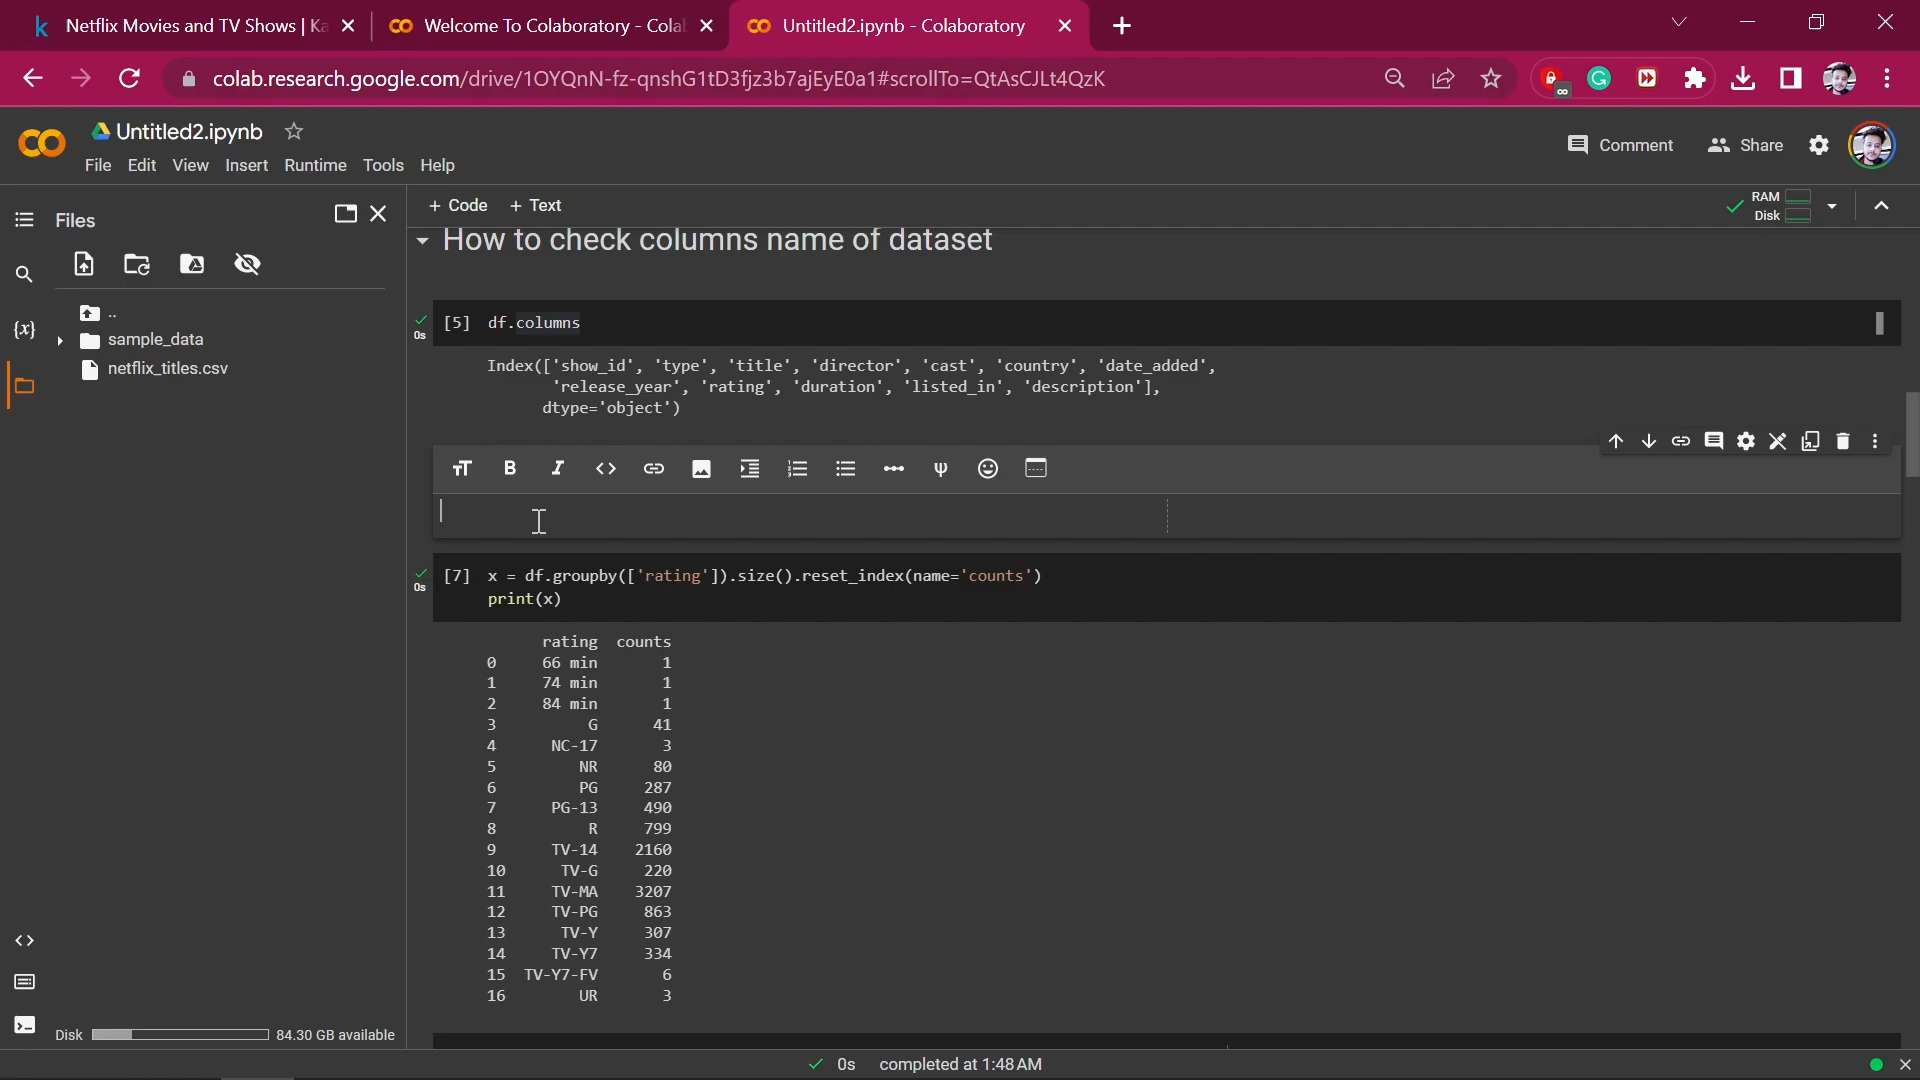 Netflix Movies and TV Shows | Ka
Welcome To Colaboratory - Colal
Untitled2.ipynb - Colaboratory
colab.research.google.com/drive/1OYQnN-fz-qnshG1tD3fjz3b7ajEyE0a1#scrollTo=QtAsCJLt4QzK
Untitled2.ipynb
File Edit View Insert Runtime Tools Help
Comment Share
Files
+ Code + Text
RAM
Disk
How to check columns name of dataset
..
sample_data
netflix_titles.csv
[5] df.columns
0s
Index(['show_id', 'type', 'title', 'director', 'cast', 'country', 'date_added',
'release_year', 'rating', 'duration', 'listed_in', 'description'],
dtype='object')
[7] x = df.groupby(['rating']).size().reset_index(name='counts')
0s
print(x)
rating counts
0 66 min 1
1 74 min 1
2 84 min 1
3 G 41
4 NC-17 3
5 NR 80
6 PG 287
7 PG-13 490
8 R 799
9 TV-14 2160
10 TV-G 220
11 TV-MA 3207
12 TV-PG 863
13 TV-Y 307
14 TV-Y7 334
15 TV-Y7-FV 6
16 UR 3
Disk 84.30 GB available
0s completed at 1:48 AM